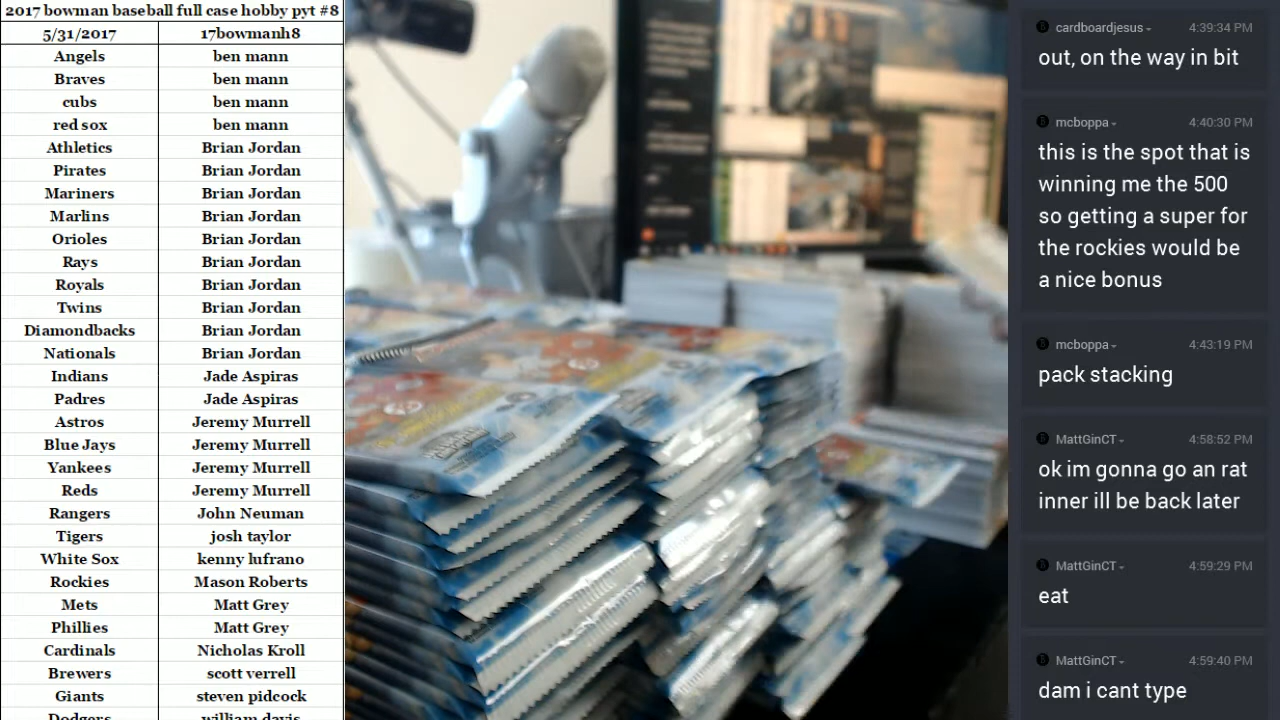 2017 bowman baseball full case hobby pyt #8
5/31/2017 17bowmanh8
Angels ben mann
Braves ben mann
cubs ben mann
red sox ben mann
Athletics Brian Jordan
Pirates Brian Jordan
Mariners Brian Jordan
Marlins Brian Jordan
Orioles Brian Jordan
Rays Brian Jordan
Royals Brian Jordan
Twins Brian Jordan
Diamondbacks Brian Jordan
Nationals Brian Jordan
Indians Jade Aspiras
Padres Jade Aspiras
Astros Jeremy Murrell
Blue Jays Jeremy Murrell
Yankees Jeremy Murrell
Reds Jeremy Murrell
Rangers John Neuman
Tigers josh taylor
White Sox kenny lufrano
Rockies Mason Roberts
Mets Matt Grey
Phillies Matt Grey
Cardinals Nicholas Kroll
Brewers scott verrell
Giants steven pidcock
Dodgers william davis
cardboardjesus 4:39:34 PM
out, on the way in bit
mcboppa 4:40:30 PM
this is the spot that is
winning me the 500
so getting a super for
the rockies would be
a nice bonus
mcboppa 4:43:19 PM
pack stacking
MattGinCT 4:58:52 PM
ok im gonna go an rat
inner ill be back later
MattGinCT 4:59:29 PM
eat
MattGinCT 4:59:40 PM
dam i cant type